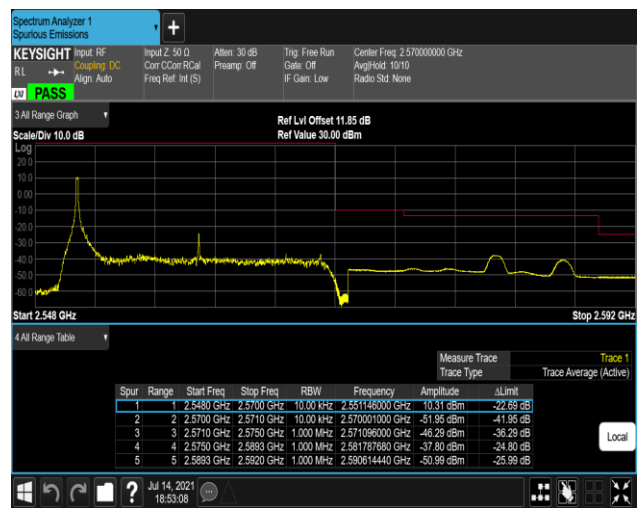 Spectrum Analyzer 1
Spurious Emissions
+
KEYSIGHT Input: RF Input Z: 50 Ω Atten: 30 dB Trig: Free Run Center Freq: 2.570000000 GHz
RL Coupling: DC Corr CCorr RCal Preamp: Off Gate: Off Avg|Hold: 10/10
Align: Auto Freq Ref: Int (S) IF Gain: Low Radio Std: None
LXI PASS
3 All Range Graph
Ref Lvl Offset 11.85 dB
Scale/Div 10.0 dB Ref Value 30.00 dBm
Log
20.0
10.0
0.00
-10.0
-20.0
-30.0
-40.0
-50.0
-60.0
Start 2.548 GHz Stop 2.592 GHz
4 All Range Table
Measure Trace Trace 1
Trace Type Trace Average (Active)
Spur Range Start Freq Stop Freq RBW Frequency Amplitude ΔLimit
1 1 2.5480 GHz 2.5700 GHz 10.00 kHz 2.551146000 GHz 10.31 dBm -22.69 dB
2 2 2.5700 GHz 2.5710 GHz 10.00 kHz 2.570001000 GHz -51.95 dBm -41.95 dB
3 3 2.5710 GHz 2.5750 GHz 1.000 MHz 2.571096000 GHz -46.29 dBm -36.29 dB
4 4 2.5750 GHz 2.5893 GHz 1.000 MHz 2.581787680 GHz -37.80 dBm -24.80 dB
5 5 2.5893 GHz 2.5920 GHz 1.000 MHz 2.590614440 GHz -50.99 dBm -25.99 dB
Local
? Jul 14, 2021
18:53:08